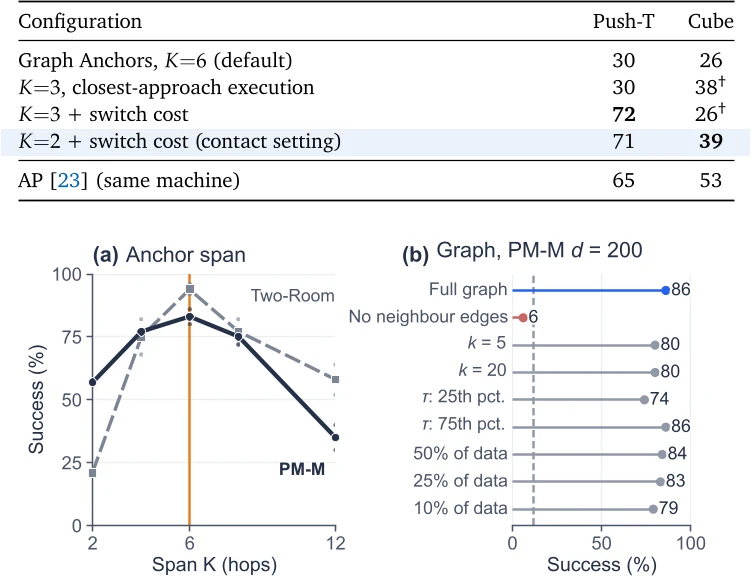 Configuration Push-T Cube
Graph Anchors, K=6 (default) 30 26
K=3, closest-approach execution 30 38†
K=3 + switch cost 72 26†
K=2 + switch cost (contact setting) 71 39
AP [23] (same machine) 65 53
(a) Anchor span
100
75
50
25
0
Success (%)
Two-Room
PM-M
2 6 12
Span K (hops)
(b) Graph, PM-M d = 200
Full graph 86
No neighbour edges 6
k = 5 80
k = 20 80
τ: 25th pct. 74
τ: 75th pct. 86
50% of data 84
25% of data 83
10% of data 79
0 50 100
Success (%)